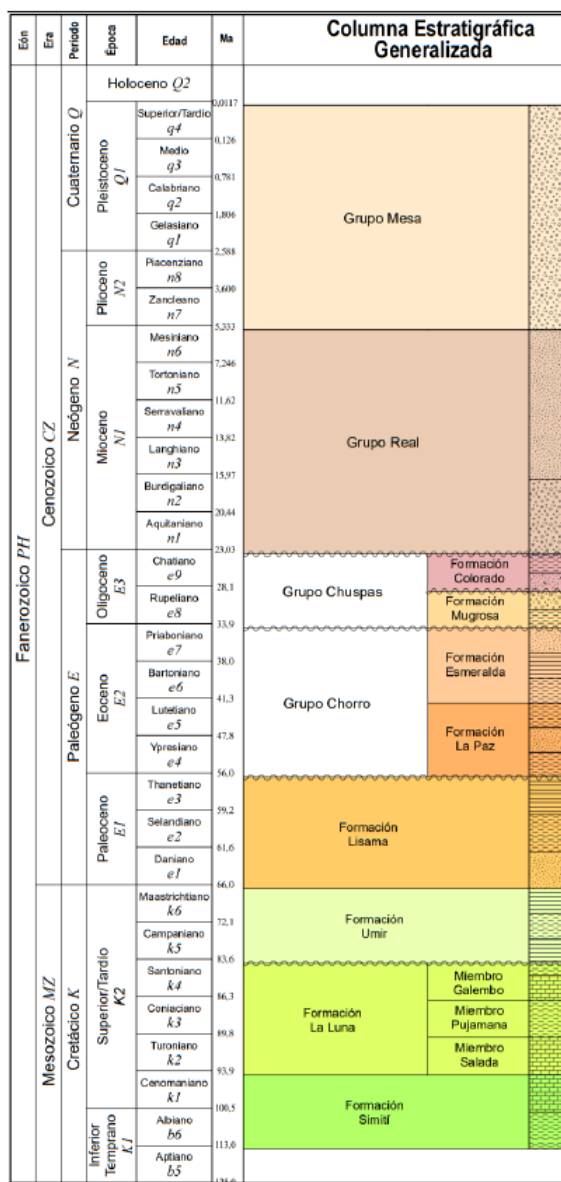 Eón
Era
Periodo
Época
Edad
Ma
Columna Estratigráfica
Generalizada
Fanerozoico PH
Cenozoico CZ
Mesozoico MZ
Cuaternario Q
Neógeno N
Paleógeno E
Cretácico K
Holoceno Q2
Pleistoceno
Q1
Plioceno
N2
Mioceno
N1
Oligoceno
E3
Eoceno
E2
Paleoceno
E1
Superior/Tardío
K2
Inferior
Temprano
K1
0,0117
Superior/Tardío
q4
0,126
Medio
q3
0,781
Calabriano
q2
1,806
Gelasiano
q1
2,588
Piacenziano
n8
3,600
Zancleano
n7
5,333
Mesiniano
n6
7,246
Tortoniano
n5
11,62
Serravaliano
n4
13,82
Langhiano
n3
15,97
Burdigaliano
n2
20,44
Aquitaniano
n1
23,03
Chatiano
e9
28,1
Rupeliano
e8
33,9
Priaboniano
e7
38,0
Bartoniano
e6
41,3
Lutetiano
e5
47,8
Ypresiano
e4
56,0
Thanetiano
e3
59,2
Selandiano
e2
61,6
Daniano
e1
66,0
Maastrichtiano
k6
72,1
Campaniano
k5
83,6
Santoniano
k4
86,3
Coniaciano
k3
89,8
Turoniano
k2
93,9
Cenomaniano
k1
100,5
Albiano
b6
113,0
Aptiano
b5
Grupo Mesa
Grupo Real
Grupo Chuspas
Formación
Colorado
Formación
Mugrosa
Grupo Chorro
Formación
Esmeralda
Formación
La Paz
Formación
Lisama
Formación
Umir
Formación
La Luna
Miembro
Galembo
Miembro
Pujamana
Miembro
Salada
Formación
Simití